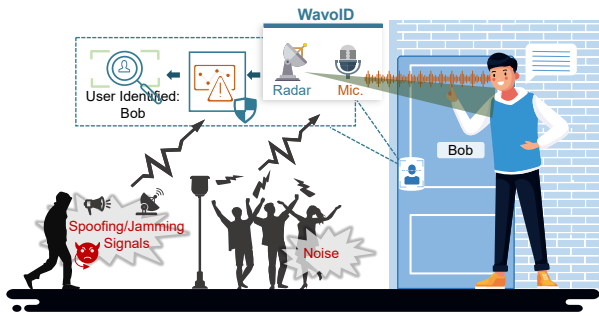 WavoID
Radar
Mic.
User Identified:
Bob
Bob
Spoofing/Jamming
Signals
Noise